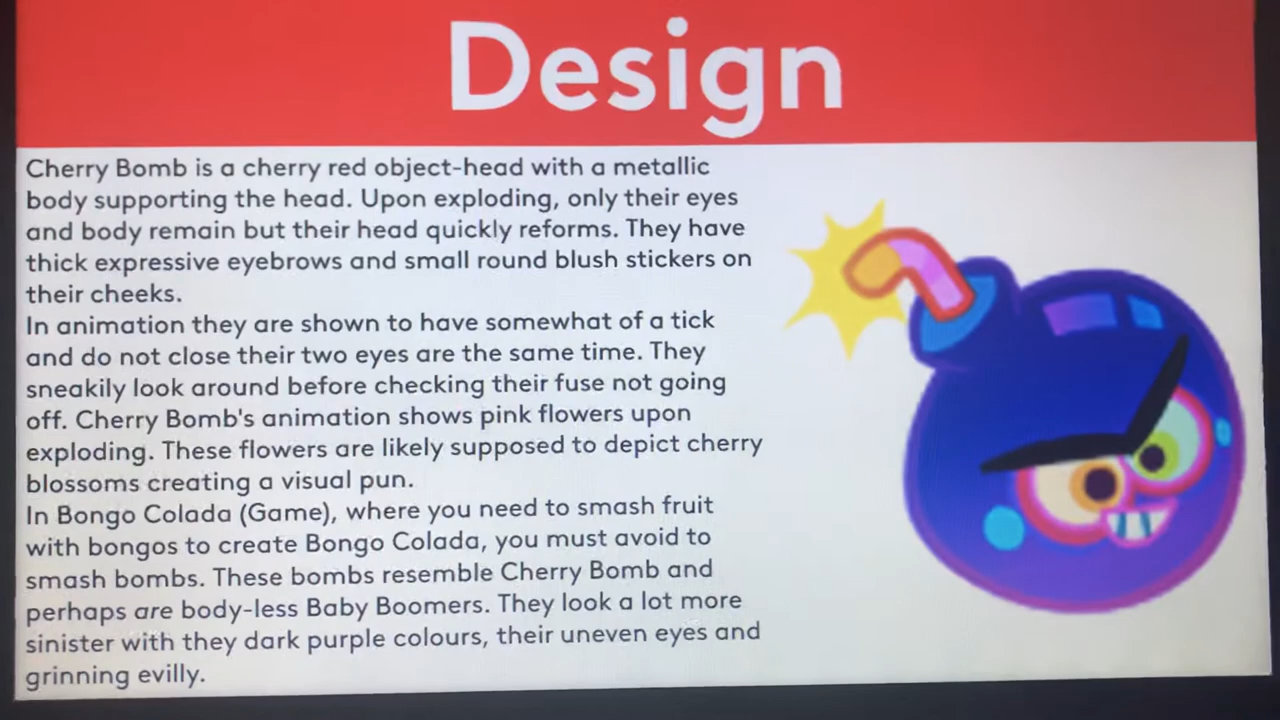 Design
Cherry Bomb is a cherry red object-head with a metallic
body supporting the head. Upon exploding, only their eyes
and body remain but their head quickly reforms. They have
thick expressive eyebrows and small round blush stickers on
their cheeks.
In animation they are shown to have somewhat of a tick
and do not close their two eyes are the same time. They
sneakily look around before checking their fuse not going
off. Cherry Bomb's animation shows pink flowers upon
exploding. These flowers are likely supposed to depict cherry
blossoms creating a visual pun.
In Bongo Colada (Game), where you need to smash fruit
with bongos to create Bongo Colada, you must avoid to
smash bombs. These bombs resemble Cherry Bomb and
perhaps are body-less Baby Boomers. They look a lot more
sinister with they dark purple colours, their uneven eyes and
grinning evilly.